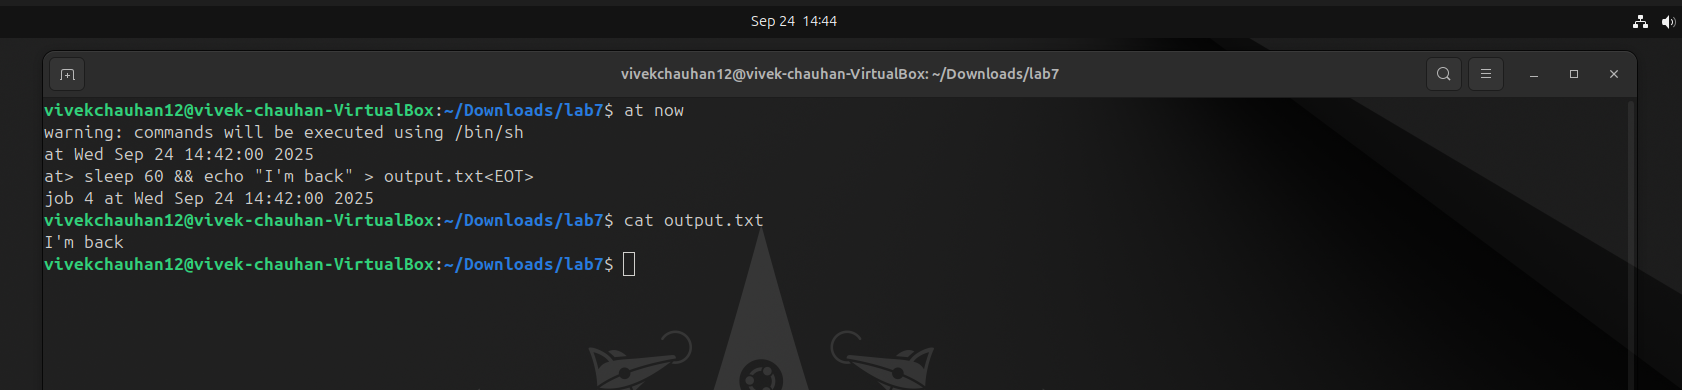 Sep 24 14:44
vivekchauhan12@vivek-chauhan-VirtualBox: ~/Downloads/lab7
vivekchauhan12@vivek-chauhan-VirtualBox:~/Downloads/lab7$ at now
warning: commands will be executed using /bin/sh
at Wed Sep 24 14:42:00 2025
at> sleep 60 && echo "I'm back" > output.txt<EOT>
job 4 at Wed Sep 24 14:42:00 2025
vivekchauhan12@vivek-chauhan-VirtualBox:~/Downloads/lab7$ cat output.txt
I'm back
vivekchauhan12@vivek-chauhan-VirtualBox:~/Downloads/lab7$